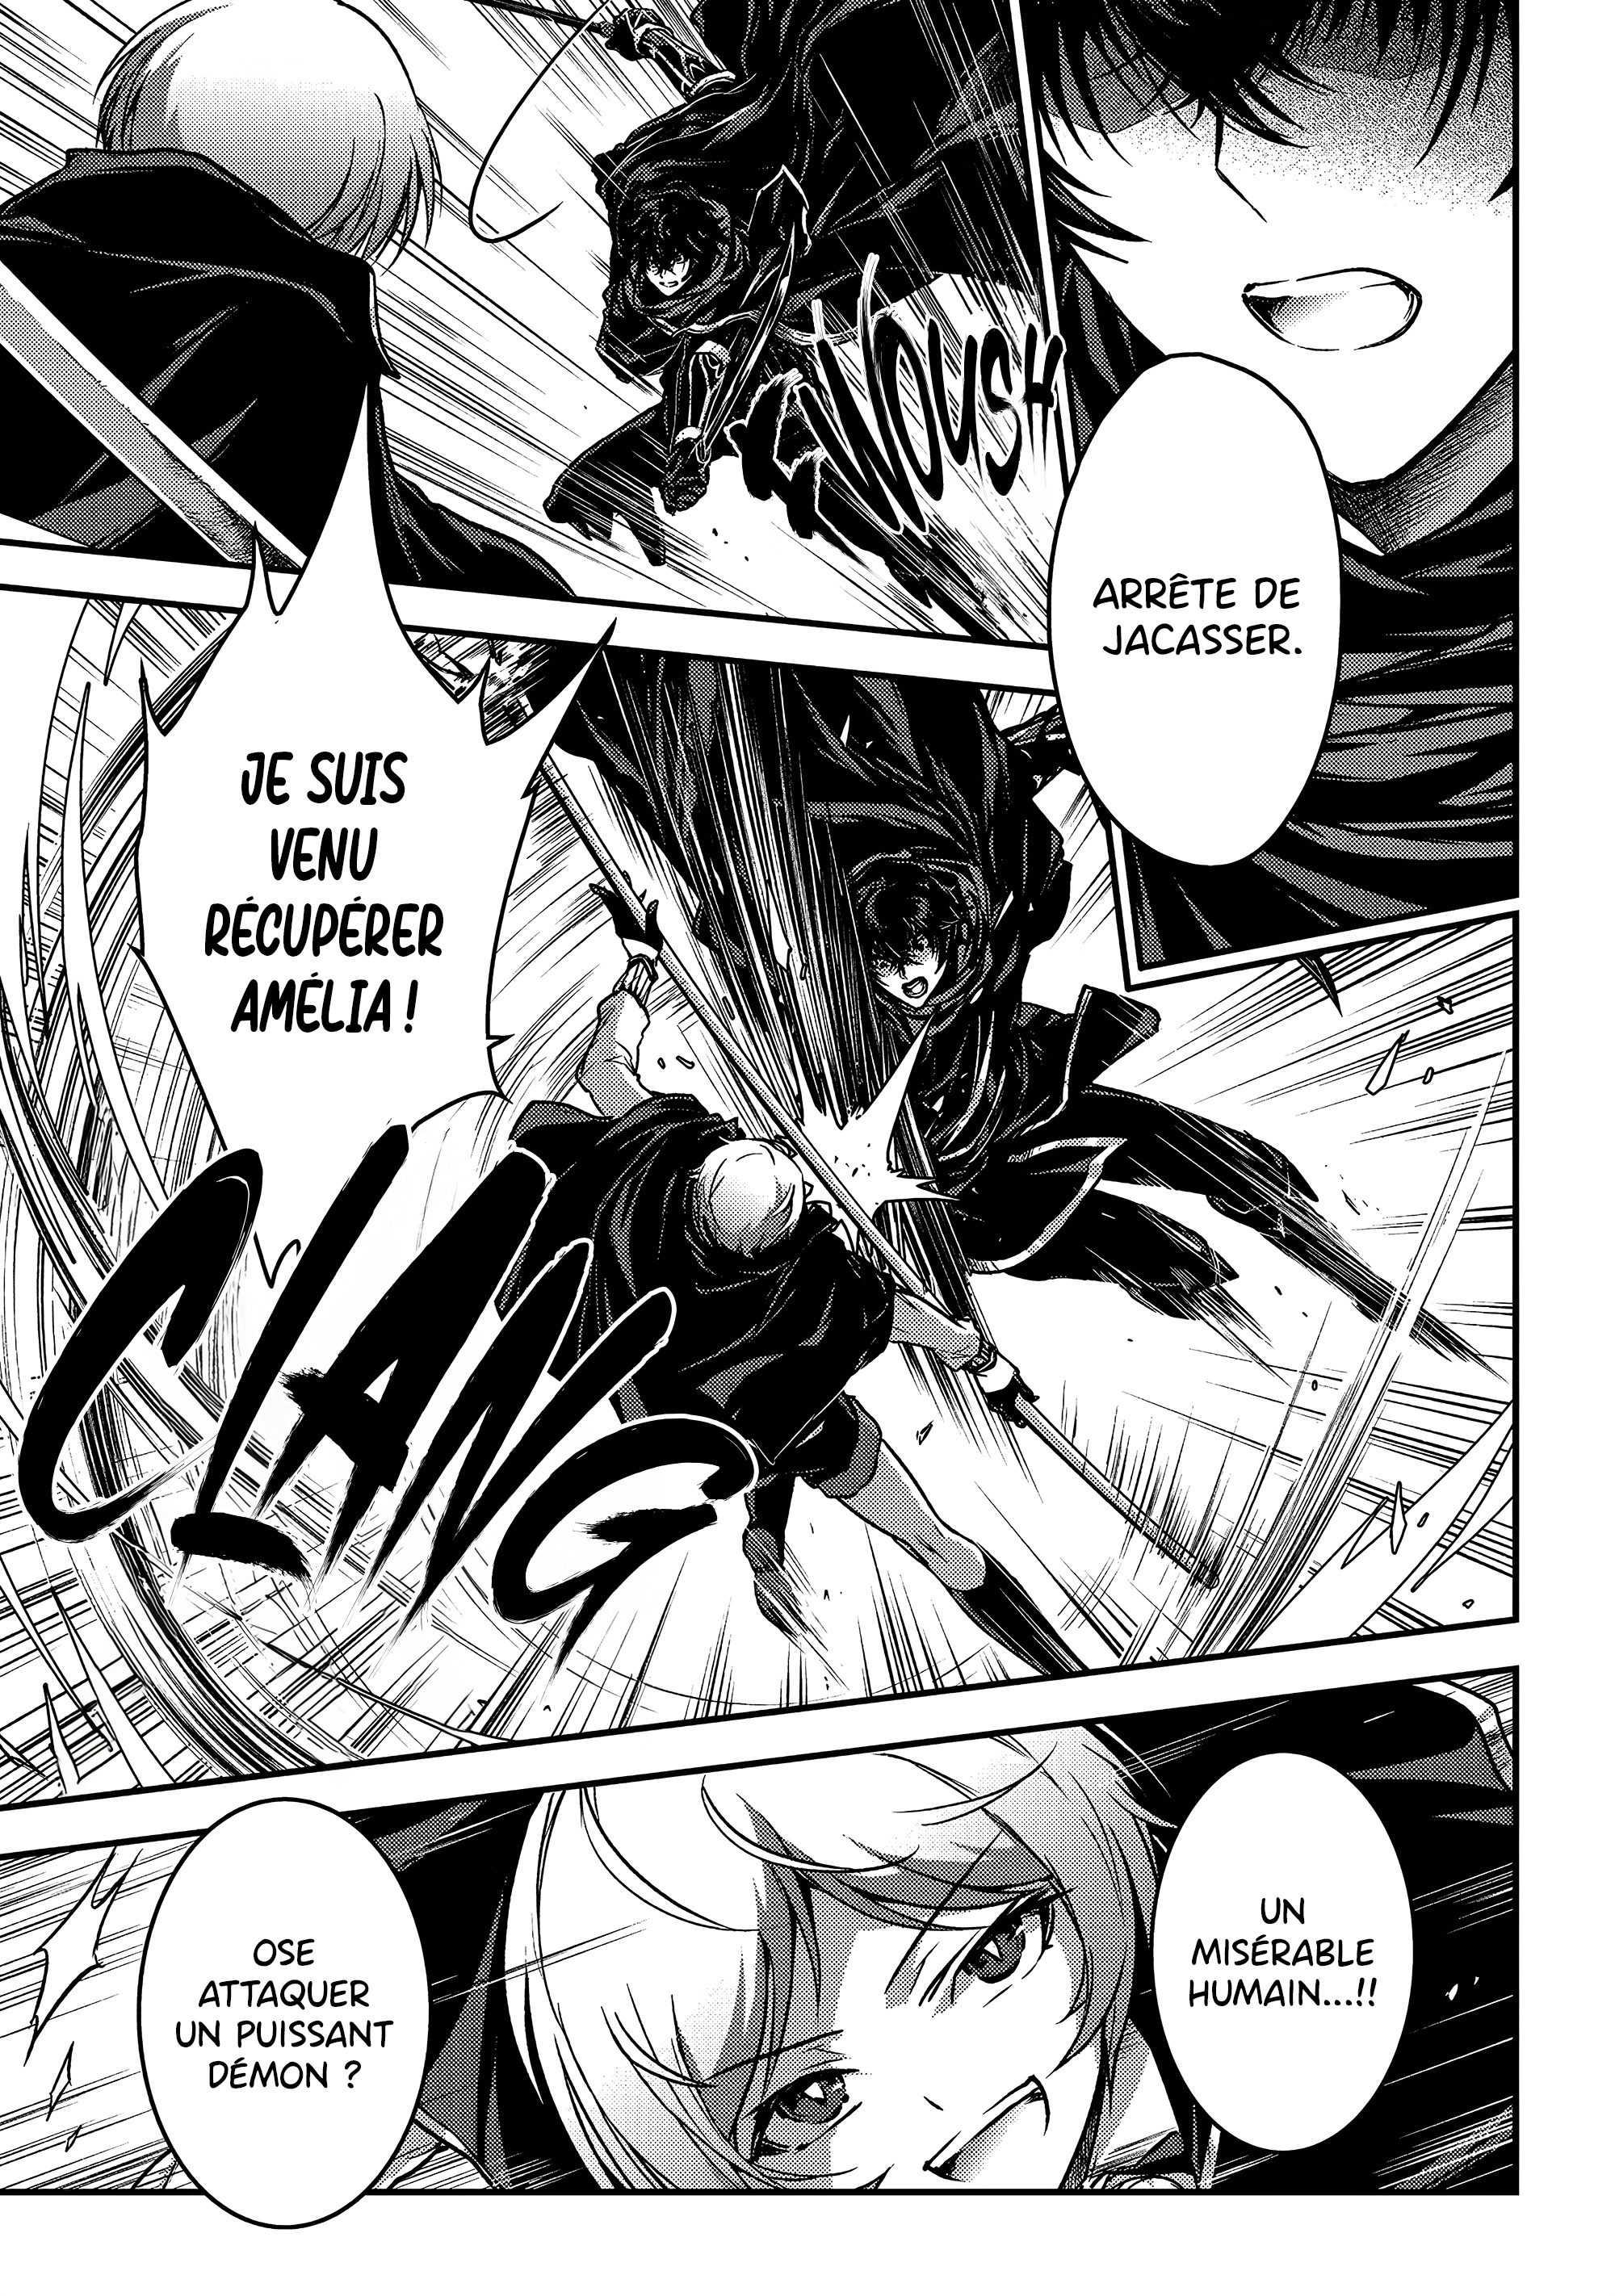 ARRÊTE DE
JACASSER.
WOUSH
JE SUIS
VENU
RÉCUPÉRER
AMÉLIA !
CLANG
UN
MISÉRABLE
HUMAIN...!!
OSE
ATTAQUER
UN PUISSANT
DÉMON ?